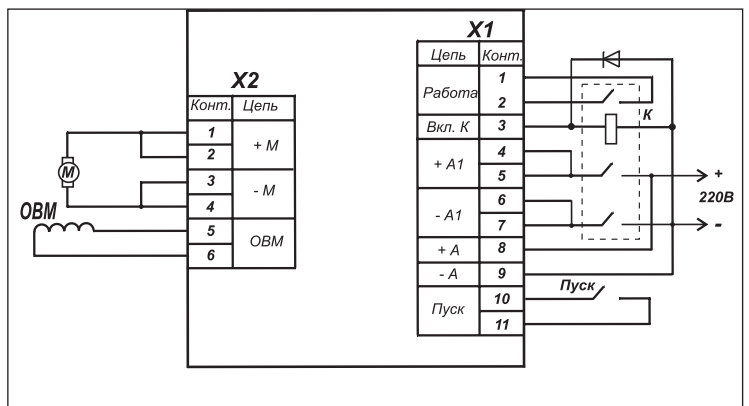 X1
Цепь Конт.
Работа
1
2
Вкл. К 3
+ А1
4
5
- А1
6
7
+ А 8
- А 9
Пуск
10
11
К
+
220В
-
Пуск
X2
Конт. Цепь
1
2
+ М
3
4
- М
5
6
ОВМ
М
ОВМ